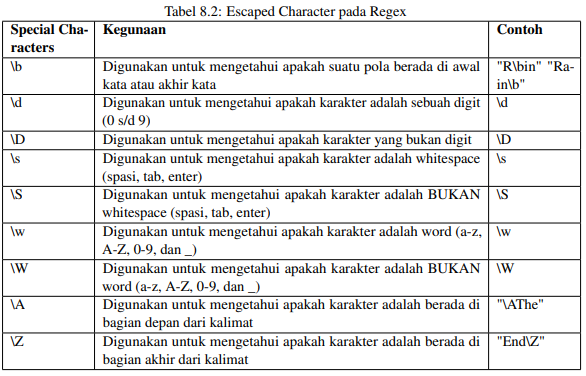 Tabel 8.2: Escaped Character pada Regex
Special Cha- Kegunaan Contoh
racters
\b Digunakan untuk mengetahui apakah suatu pola berada di awal "R\bin" "Ra-
kata atau akhir kata in\b"
\d Digunakan untuk mengetahui apakah karakter adalah sebuah digit \d
(0 s/d 9)
\D Digunakan untuk mengetahui apakah karakter yang bukan digit \D
\s Digunakan untuk mengetahui apakah karakter adalah whitespace \s
(spasi, tab, enter)
\S Digunakan untuk mengetahui apakah karakter adalah BUKAN \S
whitespace (spasi, tab, enter)
\w Digunakan untuk mengetahui apakah karakter adalah word (a-z, \w
A-Z, 0-9, dan _)
\W Digunakan untuk mengetahui apakah karakter adalah BUKAN \W
word (a-z, A-Z, 0-9, dan _)
\A Digunakan untuk mengetahui apakah karakter adalah berada di "\AThe"
bagian depan dari kalimat
\Z Digunakan untuk mengetahui apakah karakter adalah berada di "End\Z"
bagian akhir dari kalimat